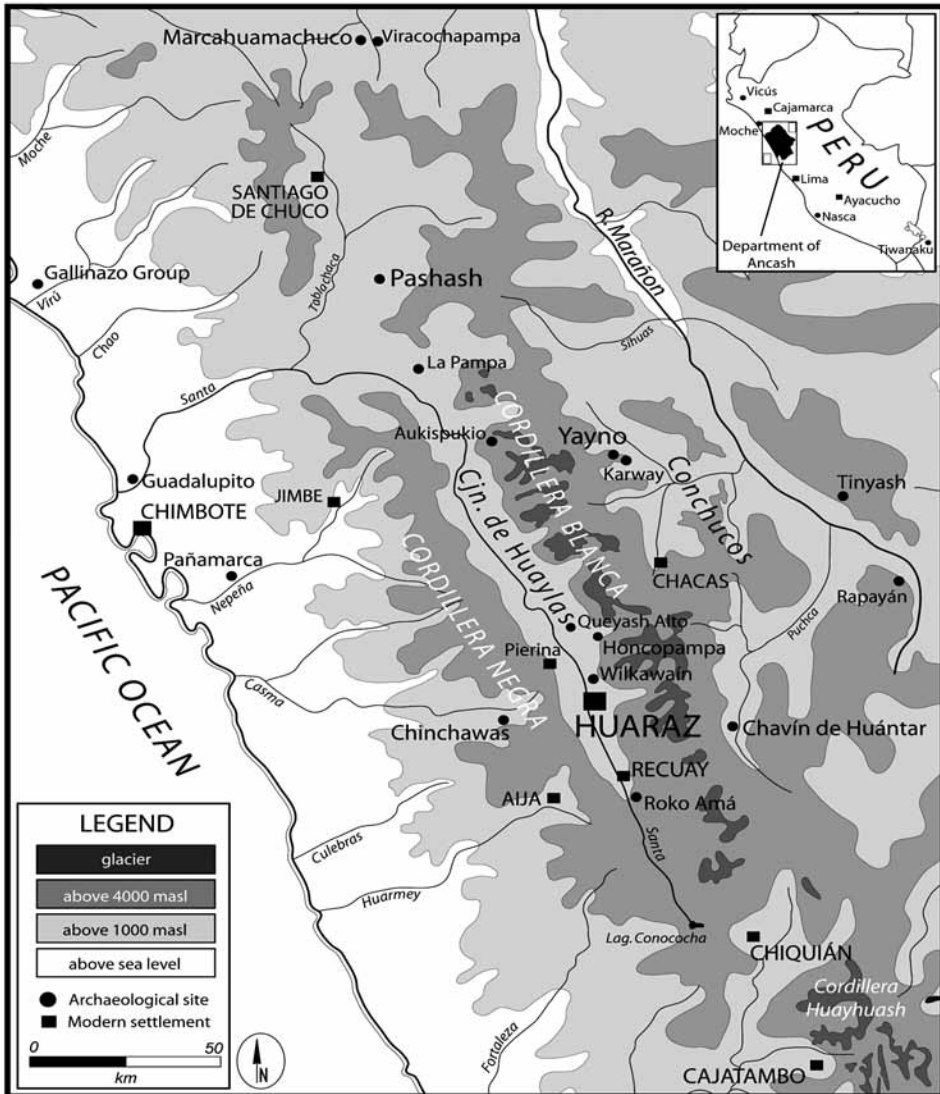 Marcahuamachuco
Viracochapampa
Moche
SANTIAGO
DE CHUCO
R. Marañon
Gallinazo Group
Virú
Pashash
Tablachaca
Chao
Sihuas
La Pampa
Santa
CORDILLERA BLANCA
Aukispukio
Yayno
Karway
Conchucos
Tinyash
Guadalupito
JIMBE
Cjn. de Huaylas
CHIMBOTE
CORDILLERA NEGRA
Pañamarca
Nepeña
CHACAS
Rapayán
Puchca
PACIFIC OCEAN
Queyash Alto
Honcopampa
Pierina
Wilkawaín
Casma
HUARAZ
Chinchawas
Chavín de Huántar
RECUAY
AIJA
Roko Amá
Culebras
Santa
Huarmey
Lag. Conococha
CHIQUIÁN
Cordillera
Huayhuash
Fortaleza
CAJATAMBO
Vicús
Cajamarca
Moche
PERU
Lima
Ayacucho
Nasca
Tiwanaku
Department of
Ancash
LEGEND
glacier
above 4000 masl
above 1000 masl
above sea level
Archaeological site
Modern settlement
0 50
km
N